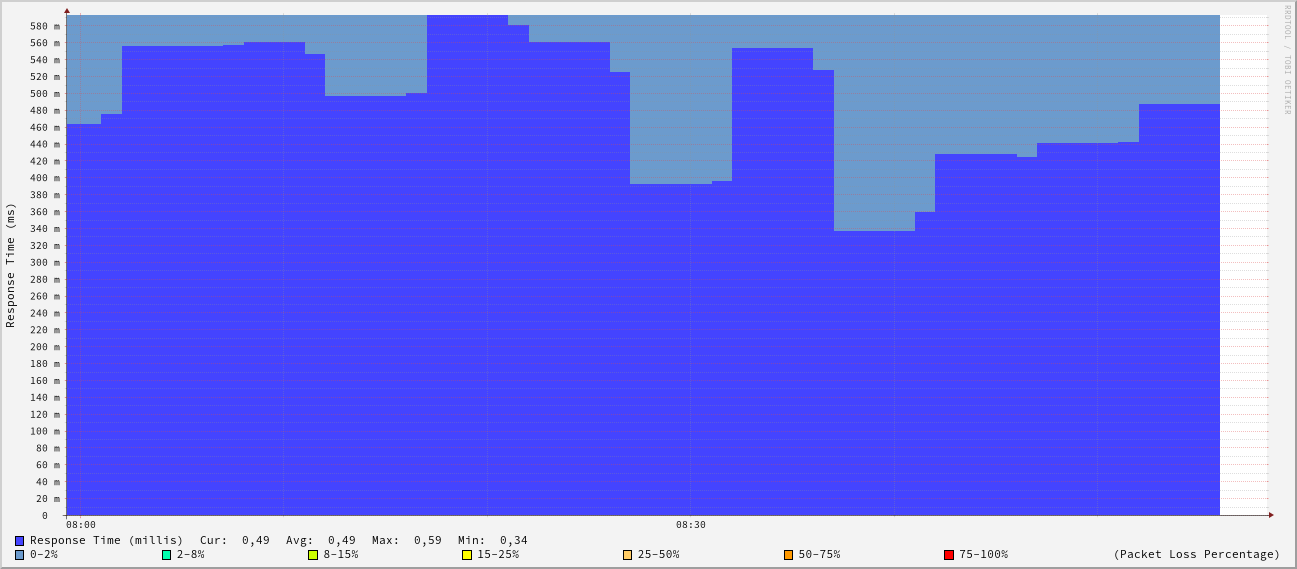 RRDTOOL / TOBI OETIKER
Response Time (ms)
580 m
560 m
540 m
520 m
500 m
480 m
460 m
440 m
420 m
400 m
380 m
360 m
340 m
320 m
300 m
280 m
260 m
240 m
220 m
200 m
180 m
160 m
140 m
120 m
100 m
80 m
60 m
40 m
20 m
0
08:00 08:30
Response Time (millis) Cur: 0,49 Avg: 0,49 Max: 0,59 Min: 0,34
0-2% 2-8% 8-15% 15-25% 25-50% 50-75% 75-100% (Packet Loss Percentage)